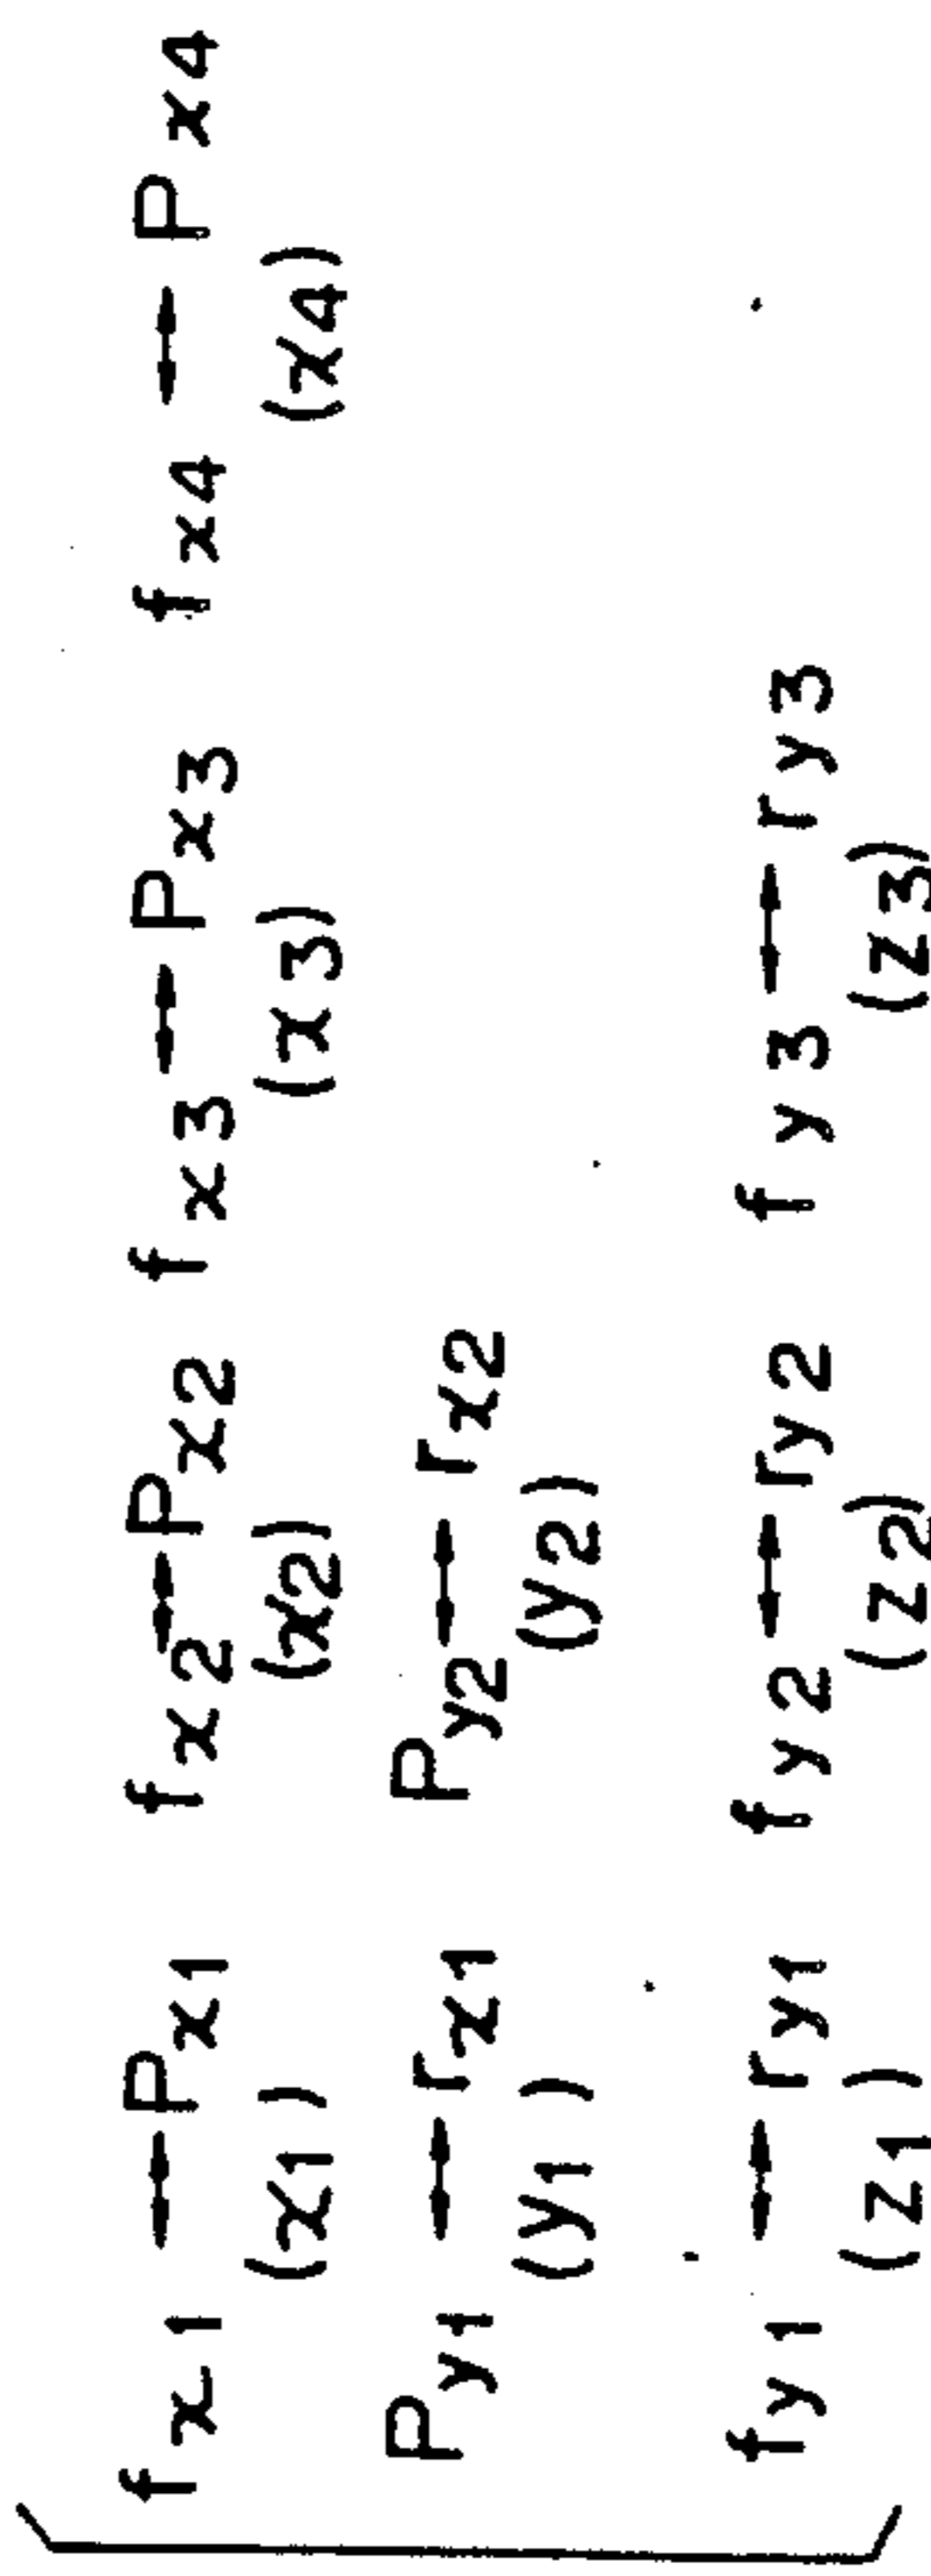 fx1 ↔ Px1 fx2 ↔ Px2 fx3 ↔ Px3 fx4 ↔ Px4
(x1) (x2) (x3) (x4)
Py1 ↔ rx1 Py2 ↔ rx2
(y1) (y2)
fy1 ↔ ry1 fy2 ↔ ry2 fy3 ↔ ry3
(z1) (z2) (z3)